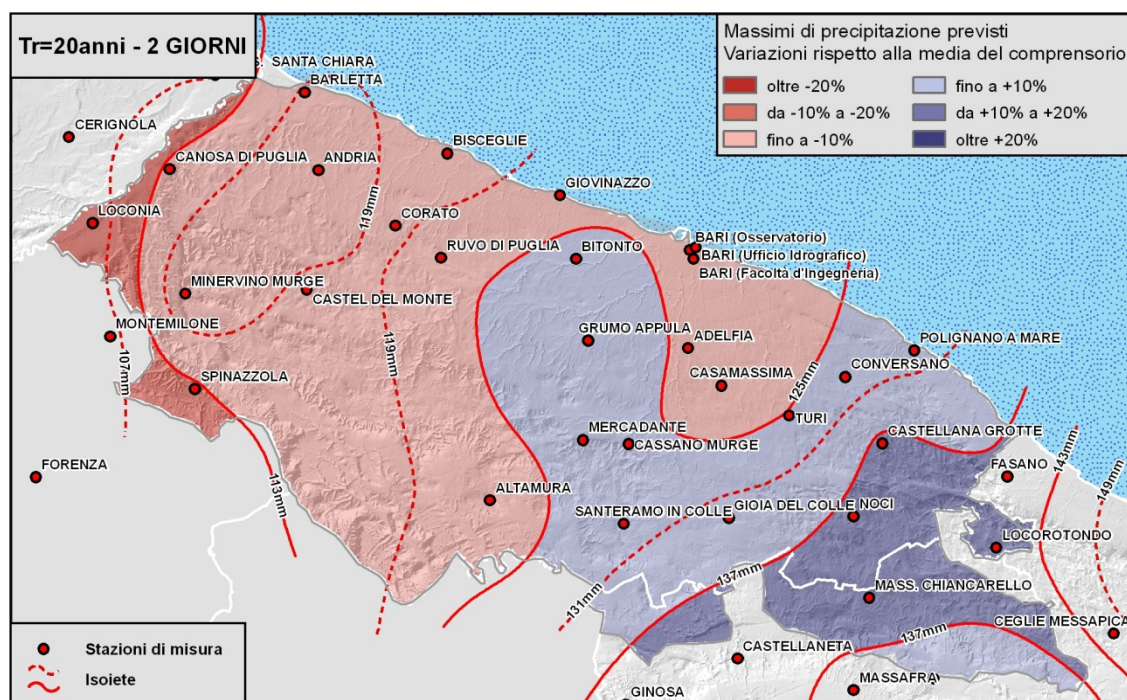 Tr=20anni - 2 GIORNI
Massimi di precipitazione previsti
Variazioni rispetto alla media del comprensorio
oltre -20%
fino a +10%
da -10% a -20%
da +10% a +20%
fino a -10%
oltre +20%
s. SANTA CHIARA
BARLETTA
CERIGNOLA
BISCEGLIE
CANOSA DI PUGLIA
ANDRIA
GIOVINAZZO
LOCONIA
119mm
CORATO
BARI (Osservatorio)
RUVO DI PUGLIA
BITONTO
BARI (Ufficio Idrografico)
BARI (Facoltà d'Ingegneria)
MINERVINO MURGE
CASTEL DEL MONTE
MONTEMILONE
GRUMO APPULA
ADELFIA
POLIGNANO A MARE
107mm
119mm
CONVERSANO
SPINAZZOLA
CASAMASSIMA
125mm
TURI
MERCADANTE
CASSANO MURGE
CASTELLANA GROTTE
143mm
FORENZA
FASANO
149mm
113mm
ALTAMURA
SANTERAMO IN COLLE
GIOIA DEL COLLE
NOCI
LOCOROTONDO
137mm
131mm
MASS. CHIANCARELLO
CEGLIE MESSAPICA
137mm
CASTELLANETA
MASSAFRA
GINOSA
Stazioni di misura
Isoiete